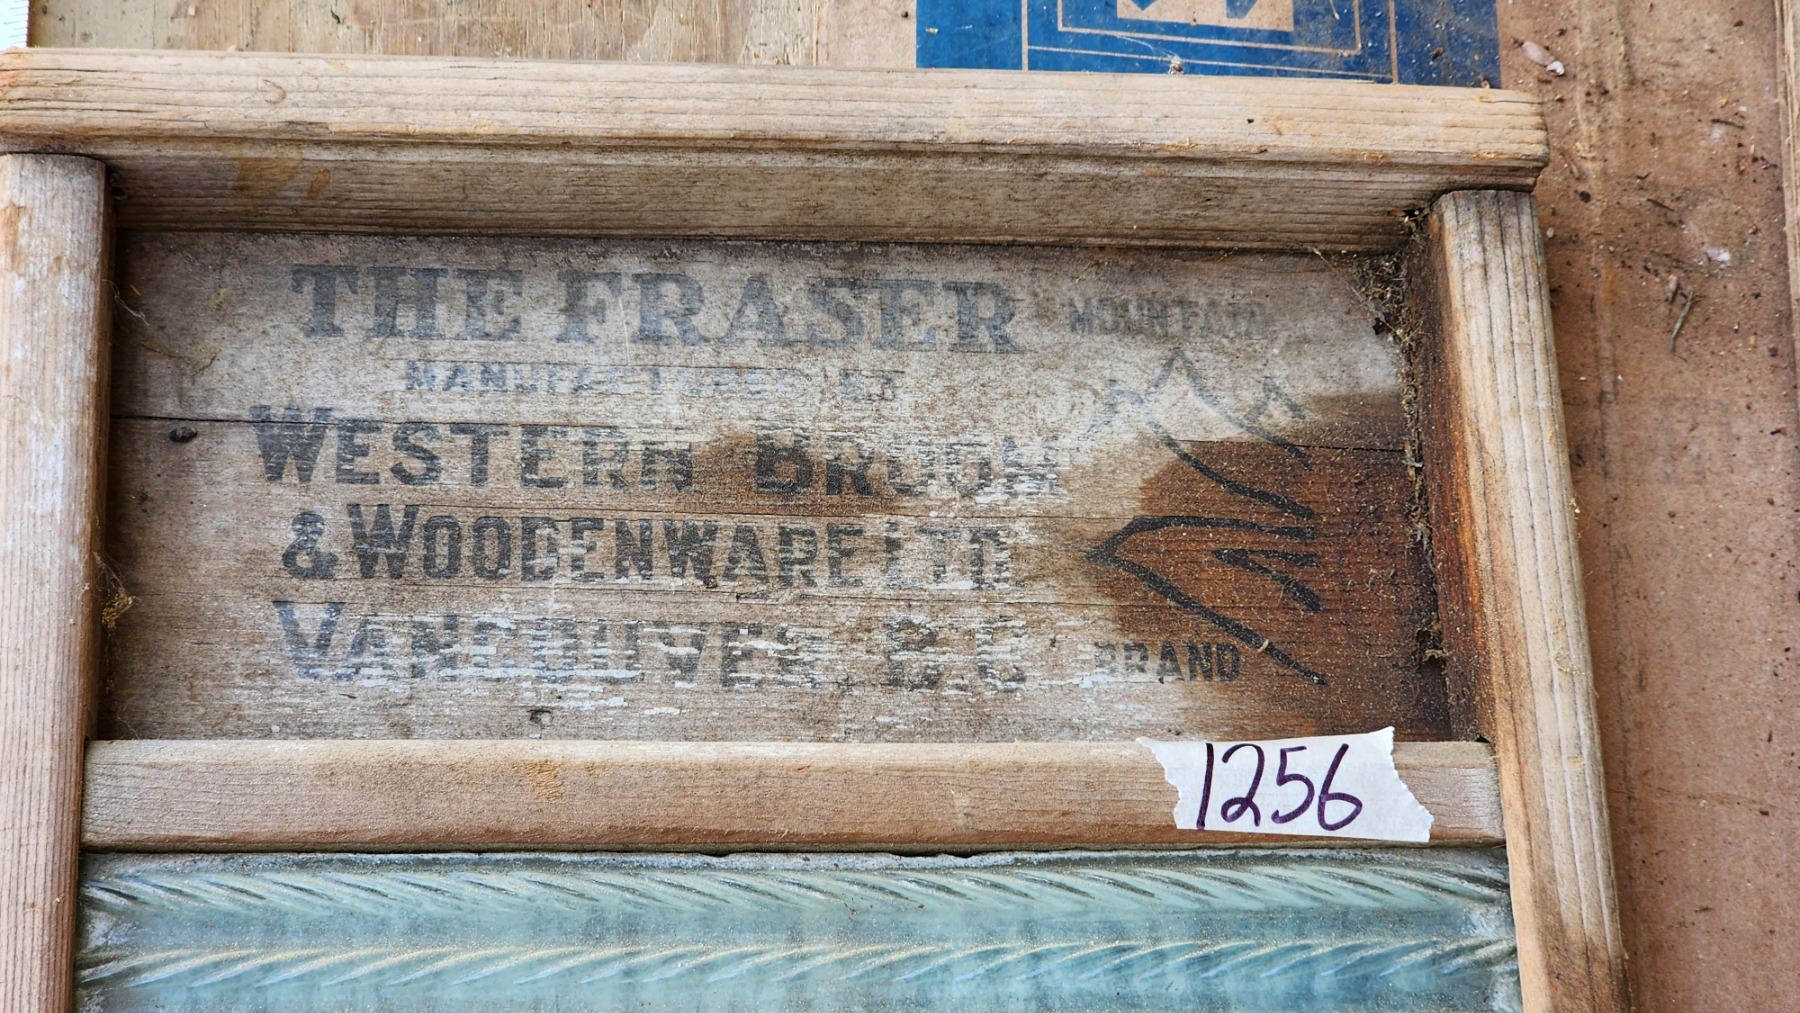 THE FRASER
MOUNTAIN
MANUFACTURED BY
WESTERN BROOM
& WOODENWARE LTD.
VANCOUVER, B.C.
BRAND
1256